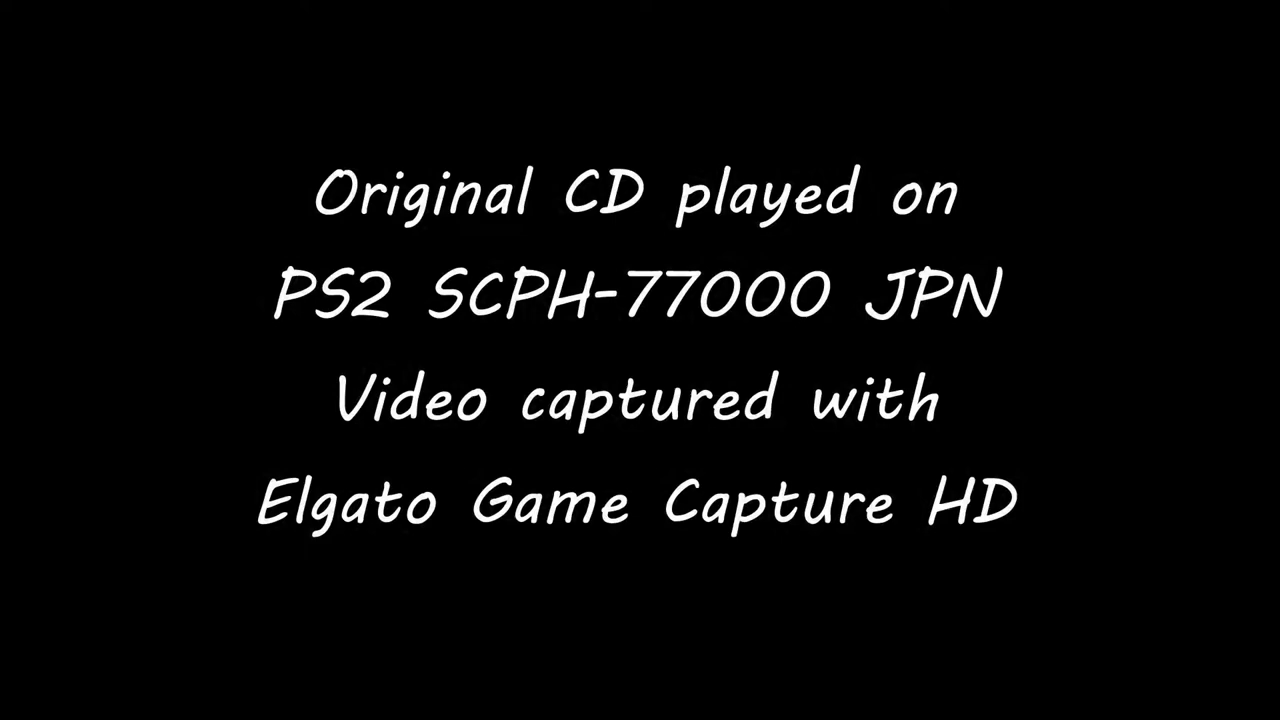 Original CD played on
PS2 SCPH-77000 JPN
Video captured with
Elgato Game Capture HD